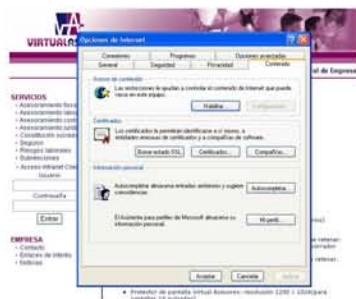 VIRTUAL
Opciones de Internet
Conexiones
Programas
Opciones avanzadas
General
Seguridad
Privacidad
Contenido
al de Empresa
Asesor de contenido
Las restricciones le ayudan a controlar el contenido de Internet que puede
verse en este equipo.
Habilitar...
Configuración...
Certificados
Los certificados le permiten identificarse a sí mismo, a
entidades emisoras de certificados y a compañías de software.
Borrar estado SSL
Certificados...
Compañías...
Información personal
Autocompletar almacena entradas anteriores y sugiere
coincidencias.
Autocompletar...
El Asistente para perfiles de Microsoft almacena su
información personal.
Mi perfil...
Aceptar
Cancelar
Aplicar
SERVICIOS
Asesoramiento
Asesoramiento
Asesoramiento
Asesoramiento
Constitución
Seguros
Riesgos laborales
Subvenciones
Acceso Intranet
Usuario
Contraseña
Entrar
EMPRESA
Contacto
Enlaces de interés
Noticias
retener:
retener:
Protector de pantalla Virtual Asesores: resolución 1280 x 1024(para